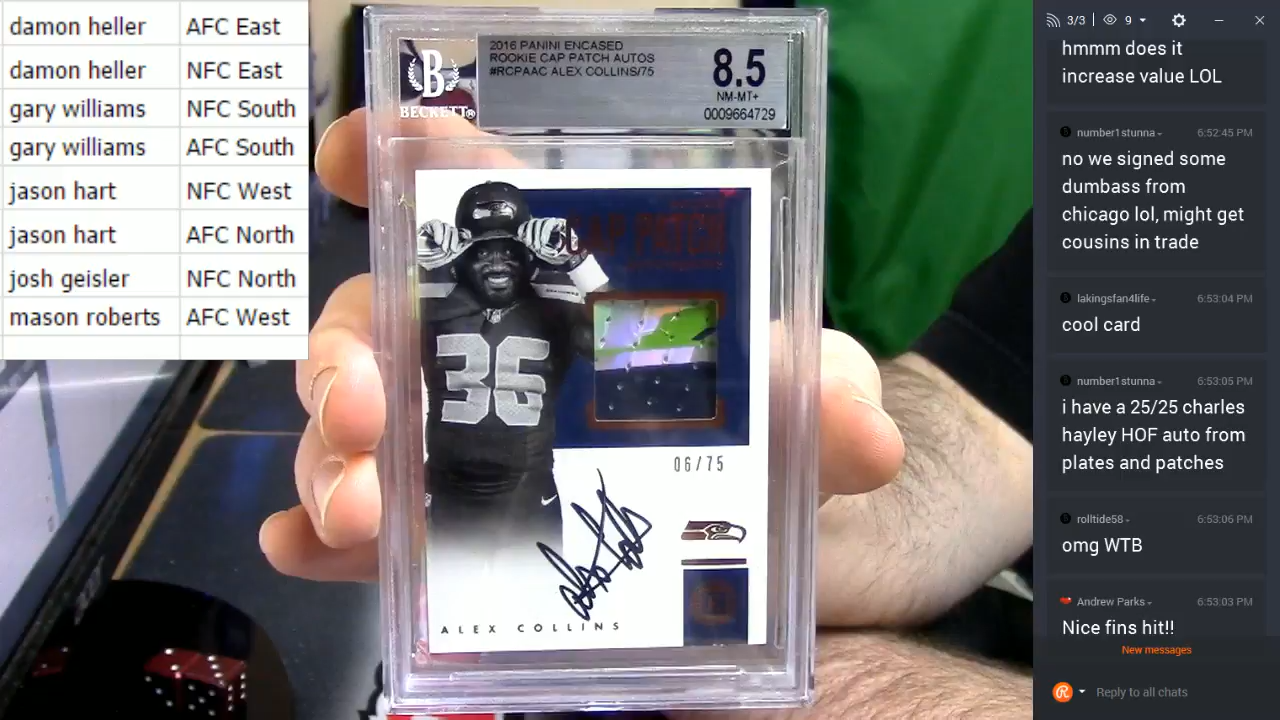 damon heller AFC East
damon heller NFC East
gary williams NFC South
gary williams AFC South
jason hart NFC West
jason hart AFC North
josh geisler NFC North
mason roberts AFC West
B
BECKETT®
2016 PANINI ENCASED
ROOKIE CAP PATCH AUTOS
#RCPAAC ALEX COLLINS/75
8.5
NM-MT+
0009664729
CAP PATCH
36
06/75
ALEX COLLINS
3/3 9
hmmm does it
increase value LOL
number1stunna 6:52:45 PM
no we signed some
dumbass from
chicago lol, might get
cousins in trade
lakingsfan4life 6:53:04 PM
cool card
number1stunna 6:53:05 PM
i have a 25/25 charles
hayley HOF auto from
plates and patches
rolltide58 6:53:06 PM
omg WTB
Andrew Parks 6:53:03 PM
Nice fins hit!!
New messages
Reply to all chats